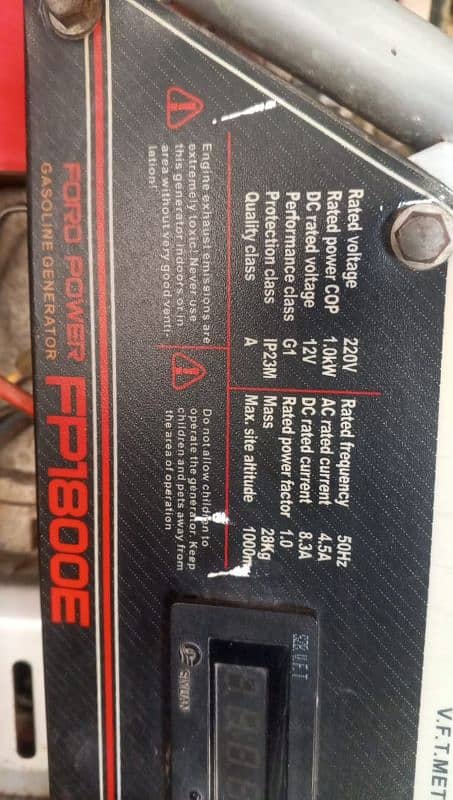 Rated voltage 220V
Rated power COP 1.0kW
DC rated voltage 12V
Performance class G1
Protection class IP23M
Quality class A
Rated frequency 50Hz
AC rated current 4.5A
DC rated current 8.3A
Rated power factor 1.0
Mass 28Kg
Max. site altitude 1000m
Engine exhaust emissions are
extremety toxic. Never use
this generator indoors or in
area without very good venti
lation!
Do not allow children to
operate the generator. Keep
children and pets away from
the area of operation
FORD POWER FP1800E
GASOLINE GENERATOR
V.F.T
V.F.T.MET